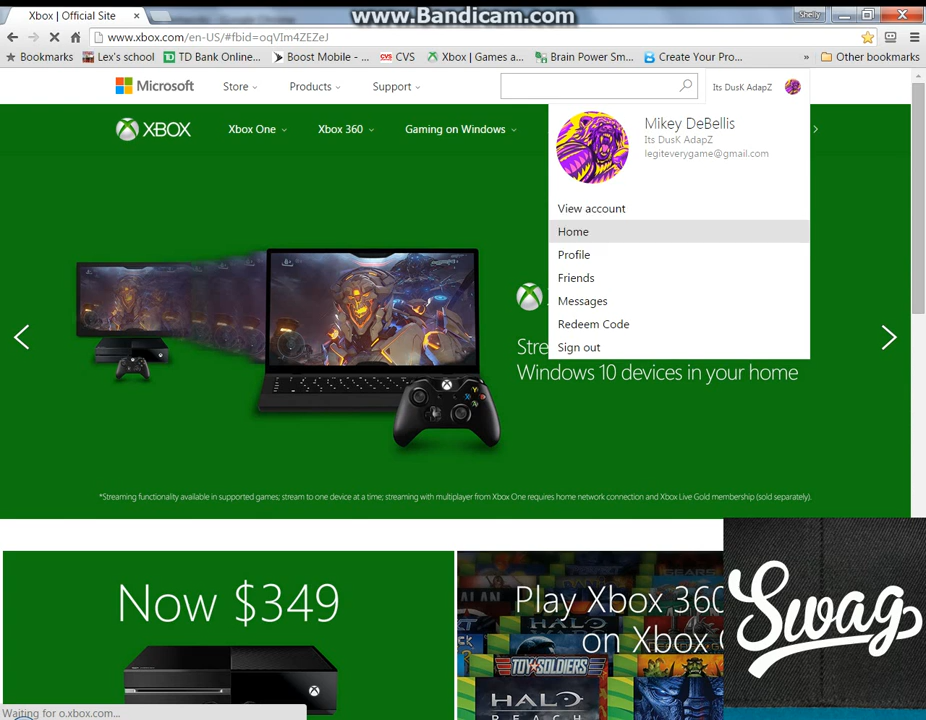 www.Bandicam.com
Xbox | Official Site
Shelly
www.xbox.com/en-US/#fbid=oqVIm4ZEZeJ
Bookmarks
Lex's school
TD Bank Online...
Boost Mobile - ...
CVS CVS
Xbox | Games a...
Brain Power Sm...
Create Your Pro...
»
Other bookmarks
Microsoft
Store
Products
Support
Its DusK AdapZ
XBOX
Xbox One
Xbox 360
Gaming on Windows
Mikey DeBellis
Its DusK AdapZ
legiteverygame@gmail.com
View account
Home
Profile
Friends
Messages
Redeem Code
Sign out
Windows 10 devices in your home
*Streaming functionality available in supported games; stream to one device at a time; streaming with multiplayer from Xbox One requires home network connection and Xbox Live Gold membership (sold separately).
Now $349
Play Xbox 360
on Xbox
TOY SOLDIERS
HALO
REACH
Swag
Waiting for o.xbox.com...